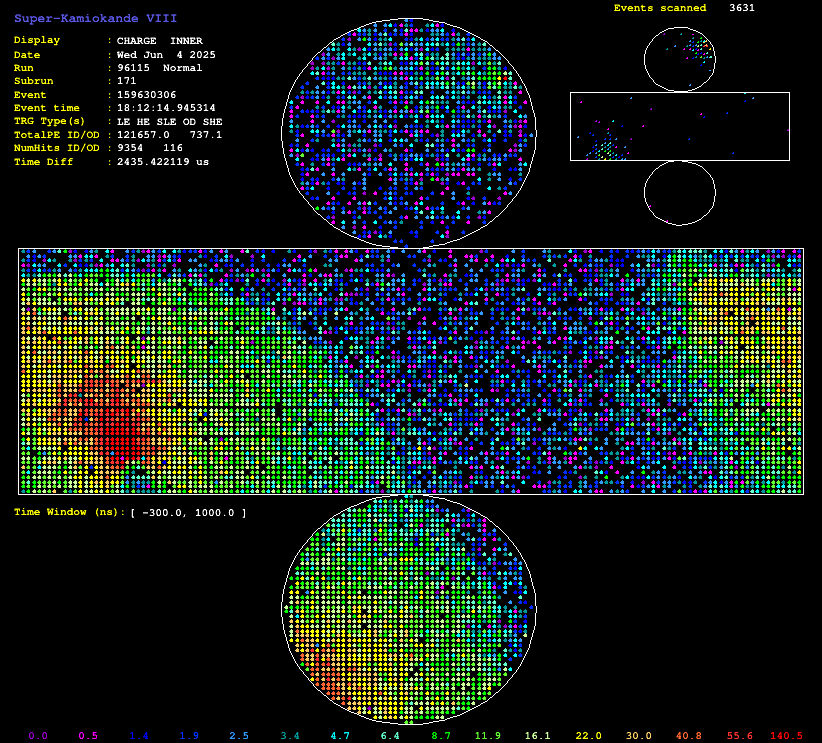 Events scanned 3631
Super-Kamiokande VIII
Display : CHARGE INNER
Date : Wed Jun 4 2025
Run : 96115 Normal
Subrun : 171
Event : 159630306
Event time : 18:12:14.945314
TRG Type(s) : LE HE SLE OD SHE
TotalPE ID/OD : 121657.0 737.1
NumHits ID/OD : 9354 116
Time Diff : 2435.422119 us
Time Window (ns): [ -300.0, 1000.0 ]
0.0 0.5 1.4 1.9 2.5 3.4 4.7 6.4 8.7 11.9 16.1 22.0 30.0 40.8 55.6 140.5